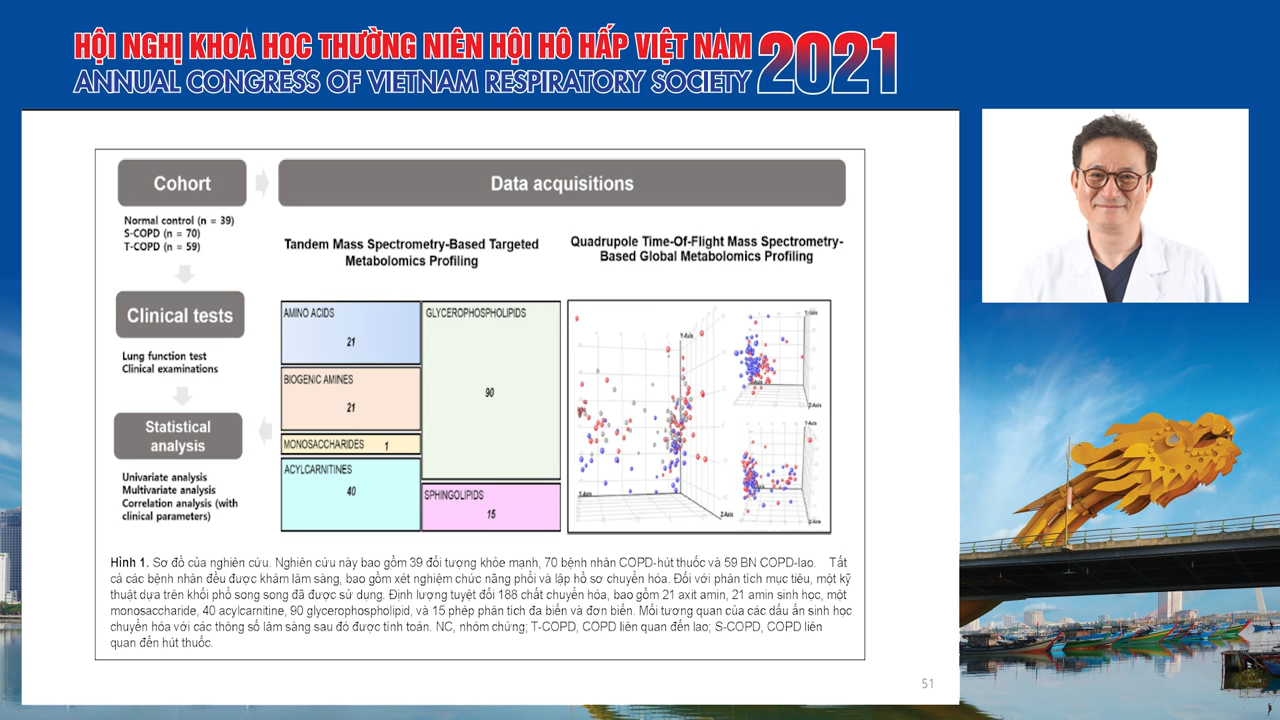 HỘI NGHỊ KHOA HỌC THƯỜNG NIÊN HỘI HÔ HẤP VIỆT NAM
ANNUAL CONGRESS OF VIETNAM RESPIRATORY SOCIETY
2021
Cohort
Data acquisitions
Normal control (n = 39)
S-COPD (n = 70)
T-COPD (n = 59)
Clinical tests
Lung function test
Clinical examinations
Statistical
analysis
Univariate analysis
Multivariate analysis
Correlation analysis (with
clinical parameters)
Tandem Mass Spectrometry-Based Targeted
Metabolomics Profiling
AMINO ACIDS
21
BIOGENIC AMINES
21
MONOSACCHARIDES 1
ACYLCARNITINES
40
GLYCEROPHOSPHOLIPIDS
90
SPHINGOLIPIDS
15
Quadrupole Time-Of-Flight Mass Spectrometry-
Based Global Metabolomics Profiling
Y-Axis
Y-Axis
Z-Axis
Y-Axis
Z-Axis
Y-Axis
Z-Axis
Hình 1. Sơ đồ của nghiên cứu. Nghiên cứu này bao gồm 39 đối tượng khỏe mạnh, 70 bệnh nhân COPD-hút thuốc và 59 BN COPD-lao. Tất
cả các bệnh nhân đều được khám lâm sàng, bao gồm xét nghiệm chức năng phổi và lập hồ sơ chuyển hóa. Đối với phân tích mục tiêu, một kỹ
thuật dựa trên khối phổ song song đã được sử dụng. Định lượng tuyệt đối 188 chất chuyển hóa, bao gồm 21 axit amin, 21 amin sinh học, một
monosaccharide, 40 acylcarnitine, 90 glycerophospholipid, và 15 phép phân tích đa biến và đơn biến. Mối tương quan của các dấu ấn sinh học
chuyển hóa với các thông số lâm sàng sau đó được tính toán. NC, nhóm chứng; T-COPD, COPD liên quan đến lao; S-COPD, COPD liên
quan đến hút thuốc.
51